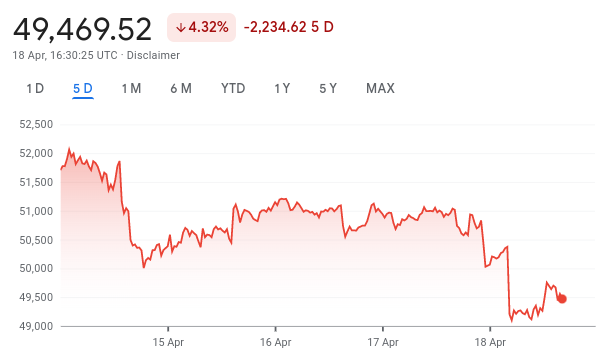 49,469.52 ↓4.32% -2,234.62 5 D
18 Apr, 16:30:25 UTC · Disclaimer
1 D 5 D 1 M 6 M YTD 1 Y 5 Y MAX
52,500
52,000
51,500
51,000
50,500
50,000
49,500
49,000
15 Apr 16 Apr 17 Apr 18 Apr